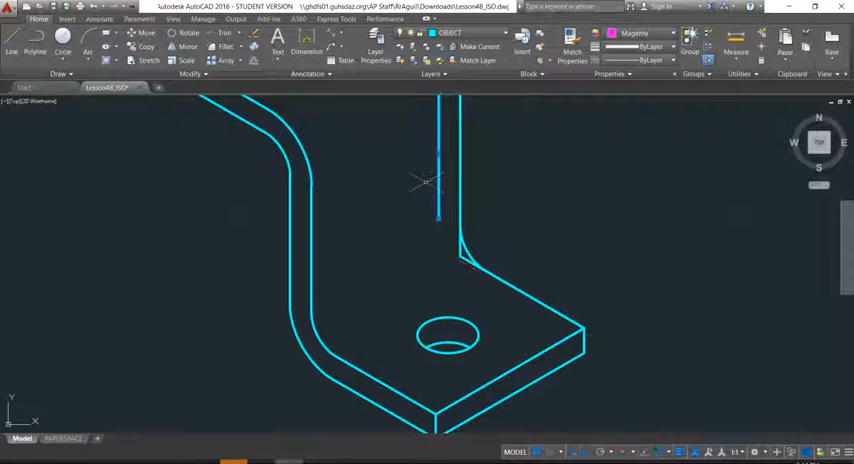 Autodesk AutoCAD 2016 - STUDENT VERSION \\ghdfs01.guhsdaz.org\AP Staff\RrAguil\Downloads\Lesson48_ISO.dwg
Type a keyword or phrase
Sign In
Home Insert Annotate Parametric View Manage Output Add-ins A360 Express Tools Performance
Line Polyline Circle Arc
Move Rotate Trim
Copy Mirror Fillet
Stretch Scale Array
Text Dimension Table
OBJECT
Make Current
Match Layer
Insert
Match Properties
Magenta
ByLayer
ByLayer
Group
Measure
Paste
Base
Draw Modify Annotation Layers Block Properties Groups Utilities Clipboard View
Start Lesson48_ISO*
[-][Top][2D Wireframe]
N
W TOP E
S
Y
X
Model PAPERSPACE
MODEL 1:1